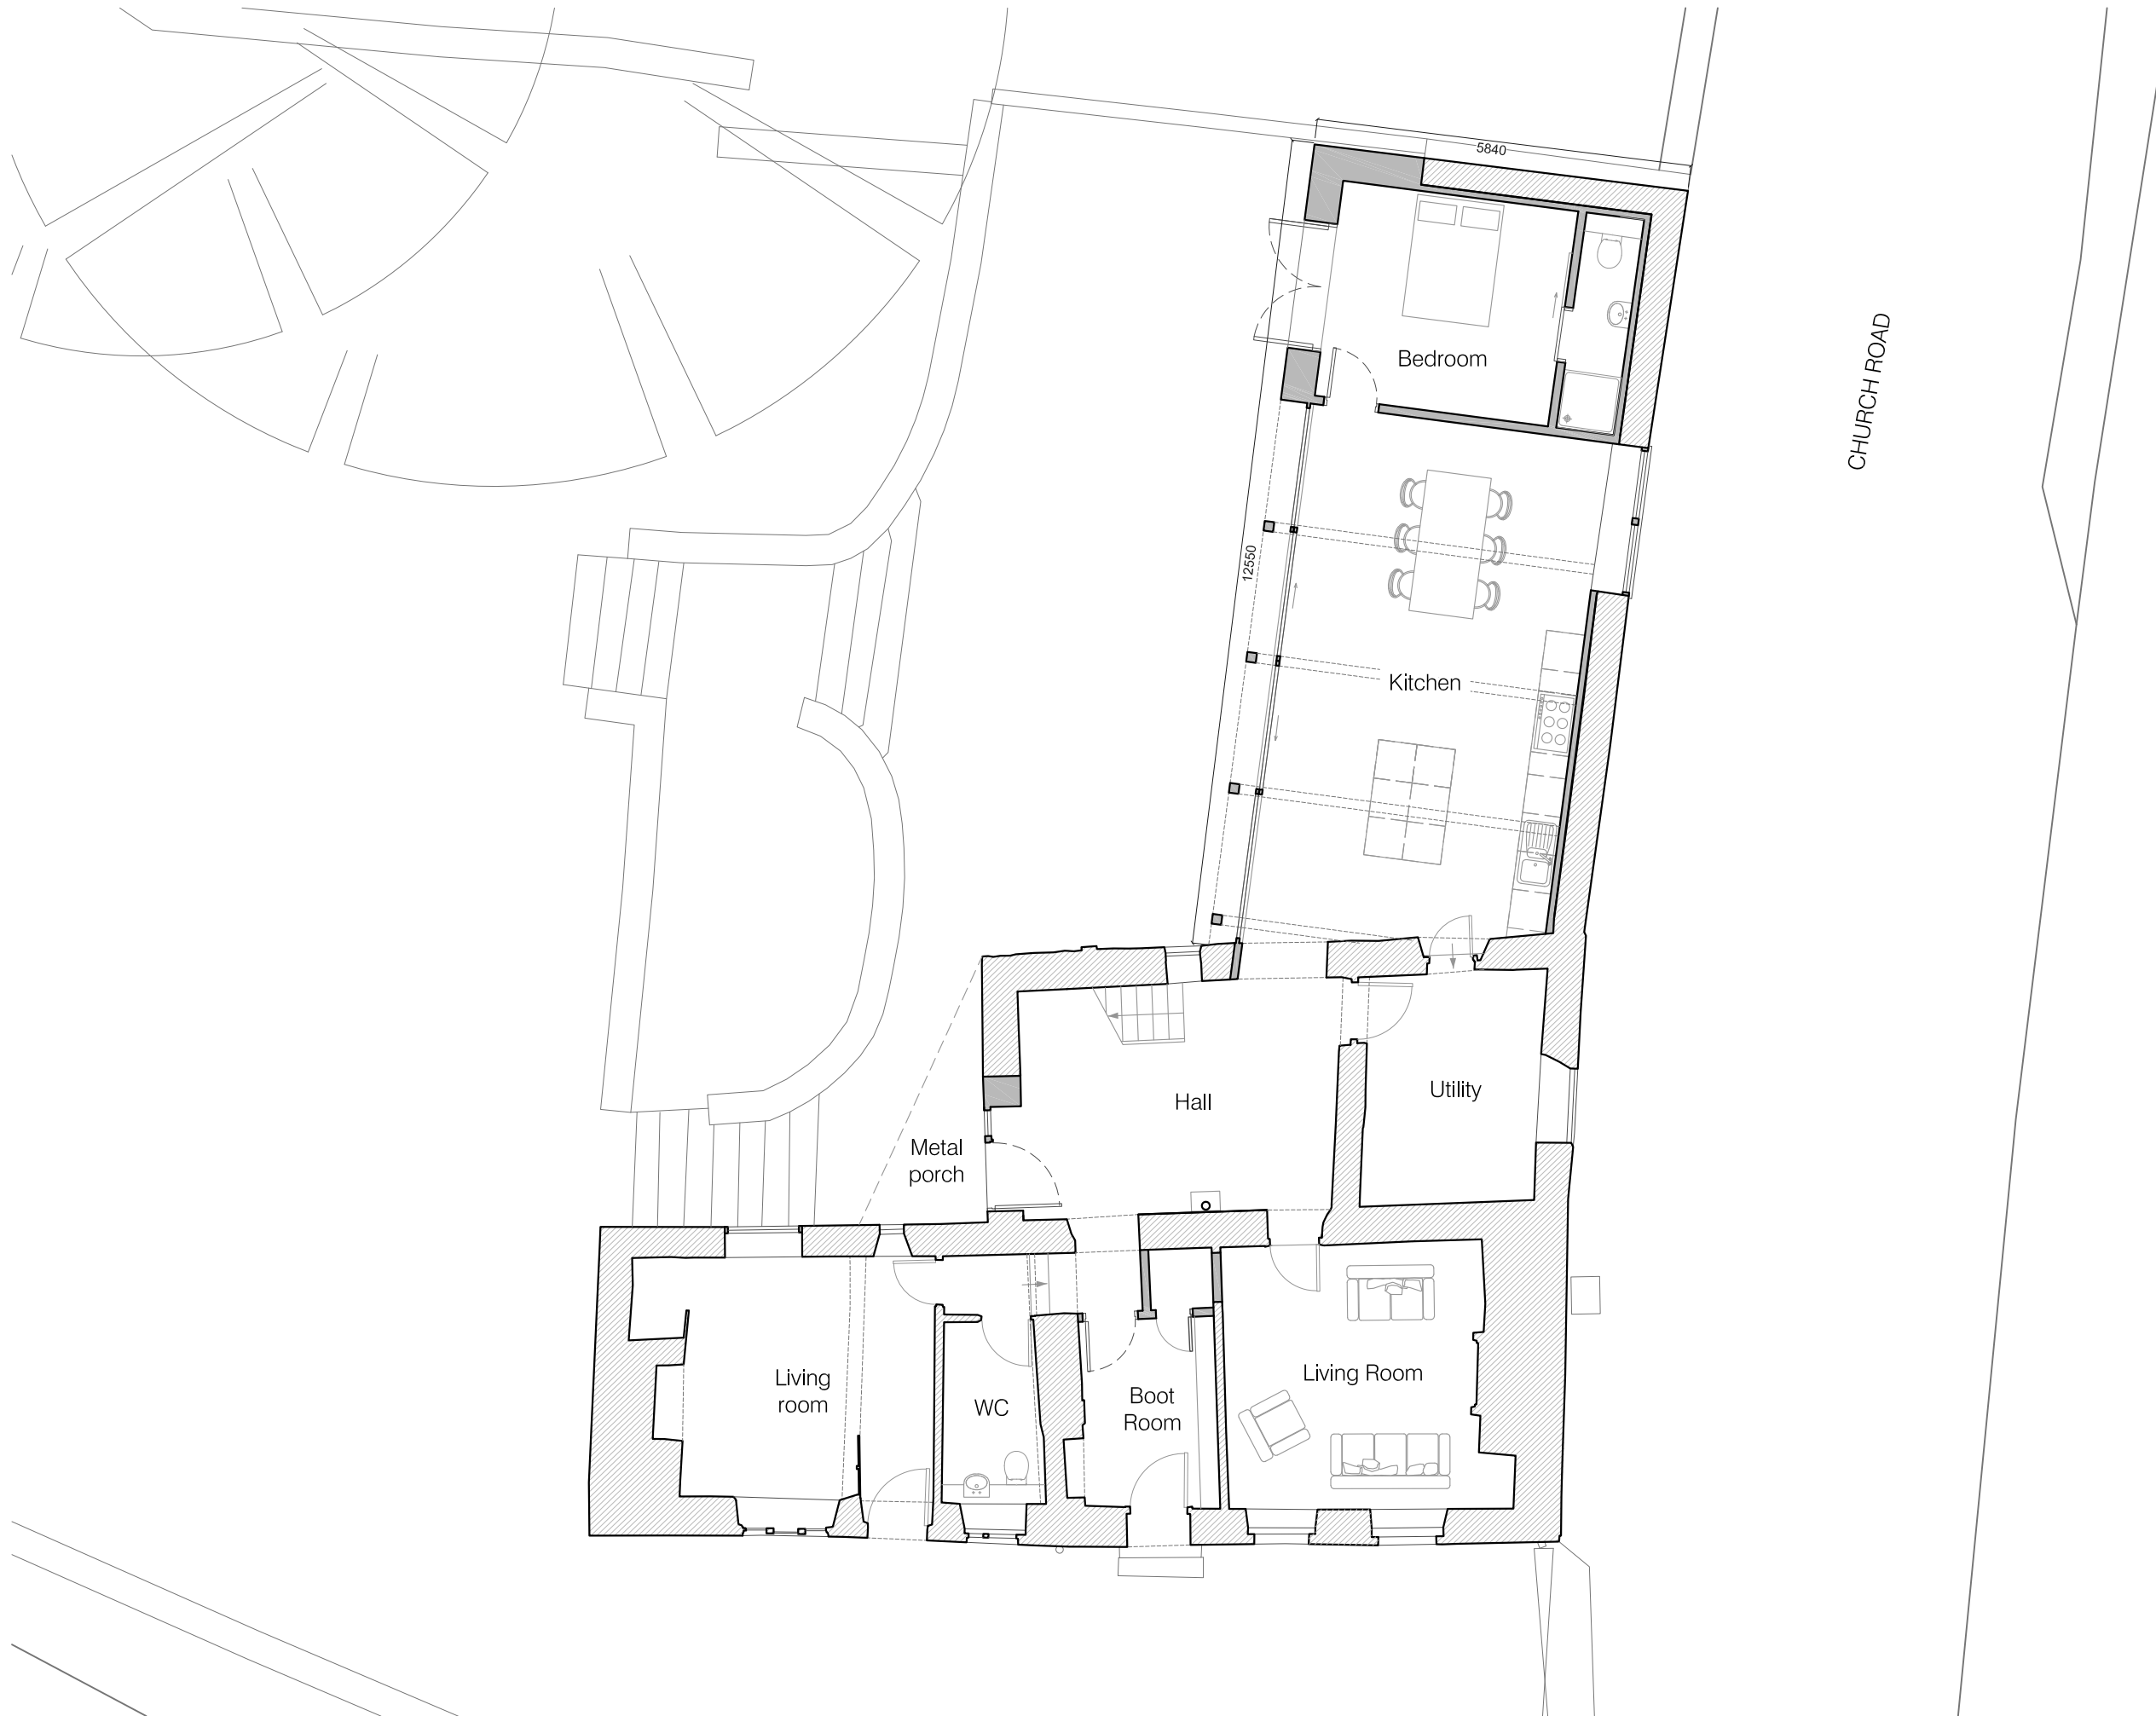 5840
CHURCH ROAD
Bedroom
12550
Kitchen
Utility
Hall
Metal
porch
Living
room
WC
Boot
Room
Living Room